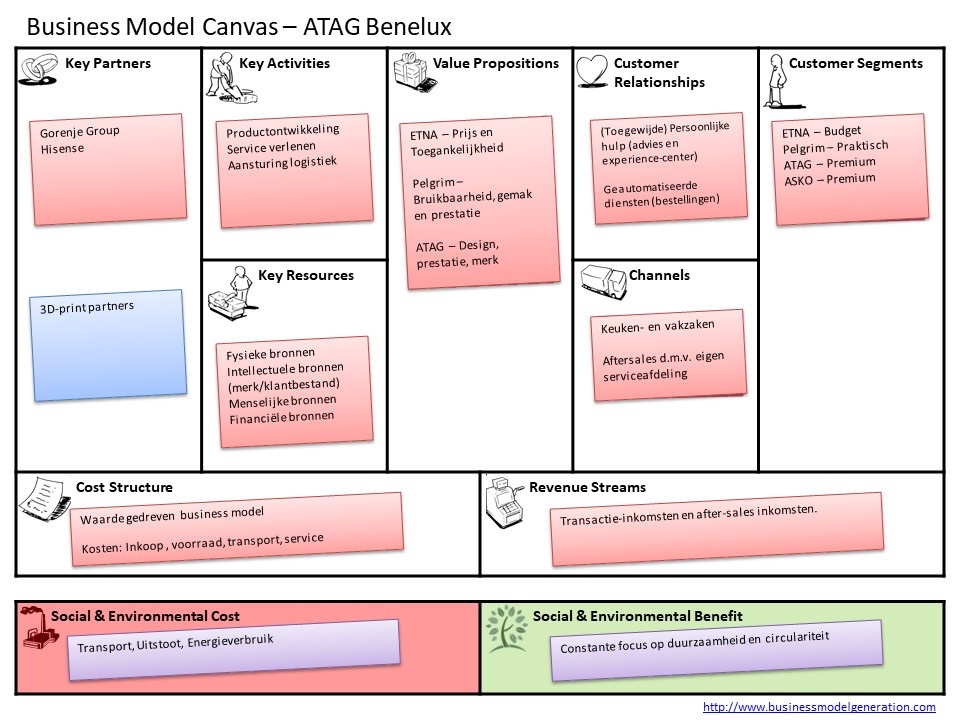 Business Model Canvas – ATAG Benelux
Key Partners
Gorenje Group
Hisense
3D-print partners
Key Activities
Productontwikkeling
Service verlenen
Aansturing logistiek
Key Resources
Fysieke bronnen
Intellectuele bronnen
(merk/klantbestand)
Menselijke bronnen
Financiële bronnen
Value Propositions
ETNA – Prijs en
Toegankelijkheid
Pelgrim –
Bruikbaarheid, gemak
en prestatie
ATAG – Design,
prestatie, merk
Customer
Relationships
(Toegewijde) Persoonlijke
hulp (advies en
experience-center)
Geautomatiseerde
diensten (bestellingen)
Channels
Keuken- en vakzaken
Aftersales d.m.v. eigen
serviceafdeling
Customer Segments
ETNA – Budget
Pelgrim – Praktisch
ATAG – Premium
ASKO – Premium
Cost Structure
Waardegedreven business model
Kosten: Inkoop , voorraad, transport, service
Revenue Streams
Transactie-inkomsten en after-sales inkomsten.
Social & Environmental Cost
Transport, Uitstoot, Energieverbruik
Social & Environmental Benefit
Constante focus op duurzaamheid en circulariteit
http://www.businessmodelgeneration.com